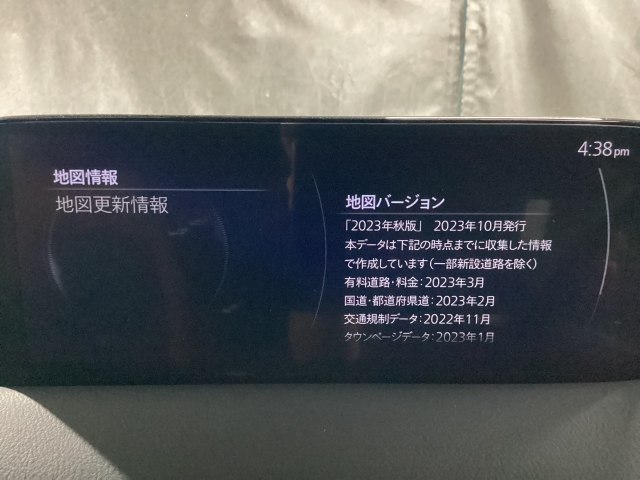 4:38pm
地図情報
地図更新情報
地図バージョン
「2023年秋版」 2023年10月発行
本データは下記の時点までに収集した情報
で作成しています(一部新設道路を除く)
有料道路・料金:2023年3月
国道・都道府県道:2023年2月
交通規制データ:2022年11月
タウンページデータ:2023年1月